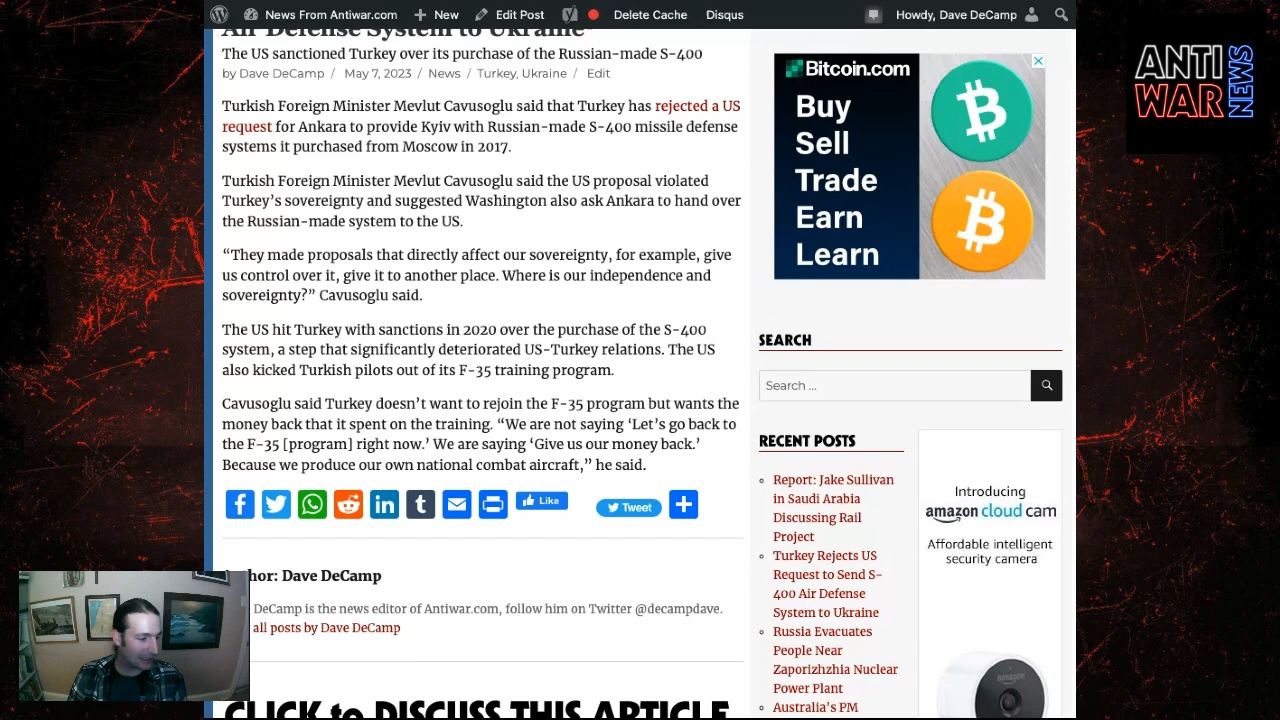 News From Antiwar.com
New
Edit Post
Delete Cache
Disqus
Howdy, Dave DeCamp
Air Defense System to Ukraine
The US sanctioned Turkey over its purchase of the Russian-made S-400
by Dave DeCamp / May 7, 2023 / News / Turkey, Ukraine / Edit
Turkish Foreign Minister Mevlut Cavusoglu said that Turkey has rejected a US
request for Ankara to provide Kyiv with Russian-made S-400 missile defense
systems it purchased from Moscow in 2017.
Turkish Foreign Minister Mevlut Cavusoglu said the US proposal violated
Turkey’s sovereignty and suggested Washington also ask Ankara to hand over
the Russian-made system to the US.
“They made proposals that directly affect our sovereignty, for example, give
us control over it, give it to another place. Where is our independence and
sovereignty?” Cavusoglu said.
The US hit Turkey with sanctions in 2020 over the purchase of the S-400
system, a step that significantly deteriorated US-Turkey relations. The US
also kicked Turkish pilots out of its F-35 training program.
Cavusoglu said Turkey doesn’t want to rejoin the F-35 program but wants the
money back that it spent on the training. “We are not saying ‘Let’s go back to
the F-35 [program] right now.’ We are saying ‘Give us our money back.’
Because we produce our own national combat aircraft,” he said.
Like
Tweet
hor: Dave DeCamp
DeCamp is the news editor of Antiwar.com, follow him on Twitter @decampdave.
all posts by Dave DeCamp
CLICK to DISCUSS THIS ARTICLE
Bitcoin.com
Buy
Sell
Trade
Earn
Learn
SEARCH
Search ...
RECENT POSTS
Report: Jake Sullivan
in Saudi Arabia
Discussing Rail
Project
Turkey Rejects US
Request to Send S-
400 Air Defense
System to Ukraine
Russia Evacuates
People Near
Zaporizhzhia Nuclear
Power Plant
Australia's PM
Introducing
amazon cloud cam
Affordable intelligent
security camera
amazon
ANTI
WAR
NEWS